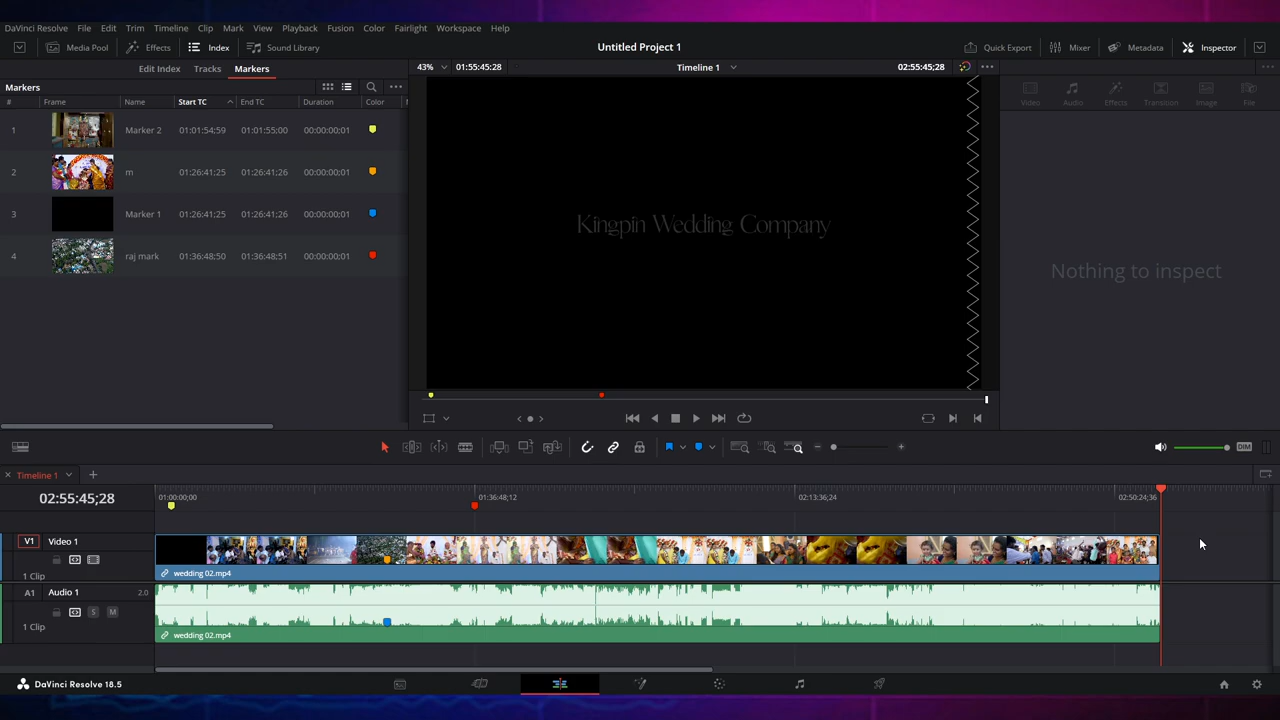 DaVinci Resolve File Edit Trim Timeline Clip Mark View Playback Fusion Color Fairlight Workspace Help
Media Pool Effects Index Sound Library Untitled Project 1 Quick Export Mixer Metadata Inspector
Edit Index Tracks Markers 43% 01:55:45:28 Timeline 1 02:55:45:28
Markers
# Frame Name Start TC End TC Duration Color
Video Audio Effects Transition Image File
1 Marker 2 01:01:54:59 01:01:55:00 00:00:00;01
2 m 01:26:41:25 01:26:41:26 00:00:00;01
3 Marker 1 01:26:41:25 01:26:41:26 00:00:00;01
4 raj mark 01:36:48:50 01:36:48:51 00:00:00;01
Kingpin Wedding Company
Nothing to inspect
DIM
Timeline 1
02:55:45;28 01:00:00;00 01:36:48;12 02:13:36;24 02:50:24;36
V1 Video 1
1 Clip wedding 02.mp4
A1 Audio 1 2.0
S M
1 Clip wedding 02.mp4
DaVinci Resolve 18.5